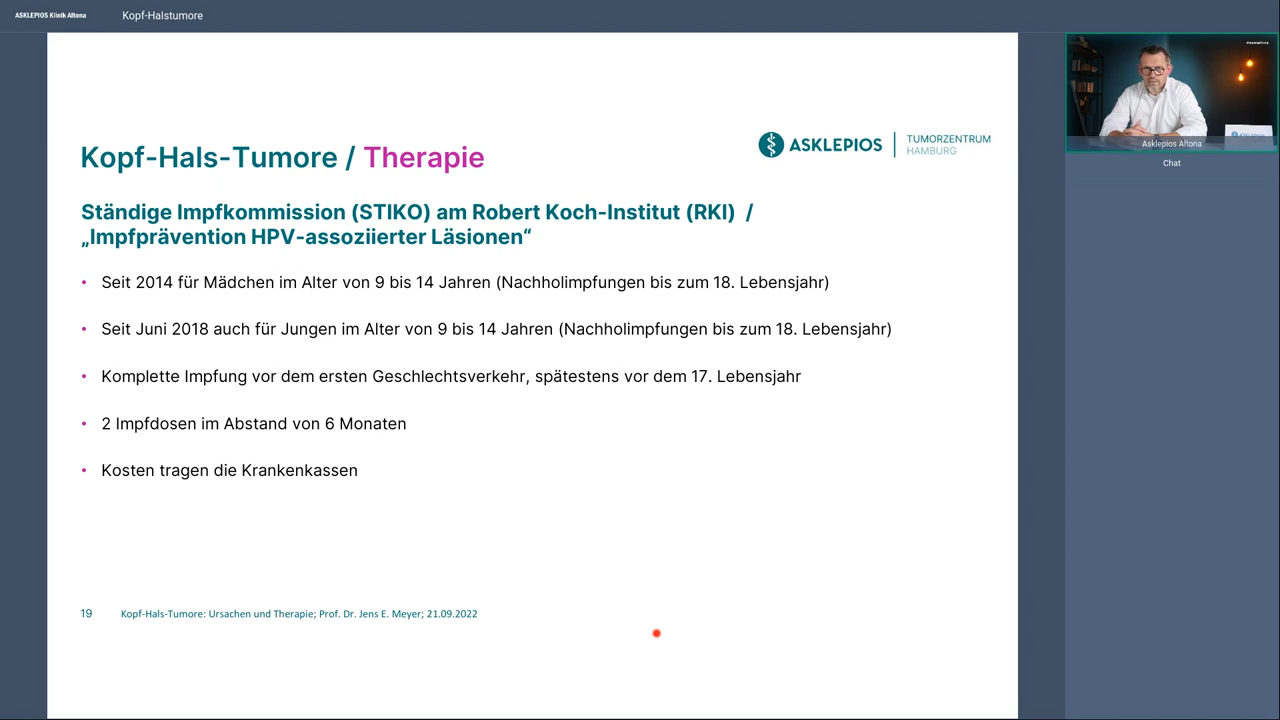 ASKLEPIOS Klinik Altona
Kopf-Halstumore
Kopf-Hals-Tumore / Therapie
ASKLEPIOS
TUMORZENTRUM
HAMBURG
Ständige Impfkommission (STIKO) am Robert Koch-Institut (RKI) /
„Impfprävention HPV-assoziierter Läsionen“
• Seit 2014 für Mädchen im Alter von 9 bis 14 Jahren (Nachholimpfungen bis zum 18. Lebensjahr)
• Seit Juni 2018 auch für Jungen im Alter von 9 bis 14 Jahren (Nachholimpfungen bis zum 18. Lebensjahr)
• Komplette Impfung vor dem ersten Geschlechtsverkehr, spätestens vor dem 17. Lebensjahr
• 2 Impfdosen im Abstand von 6 Monaten
• Kosten tragen die Krankenkassen
19 Kopf-Hals-Tumore: Ursachen und Therapie; Prof. Dr. Jens E. Meyer; 21.09.2022
Asklepios Altona
Chat